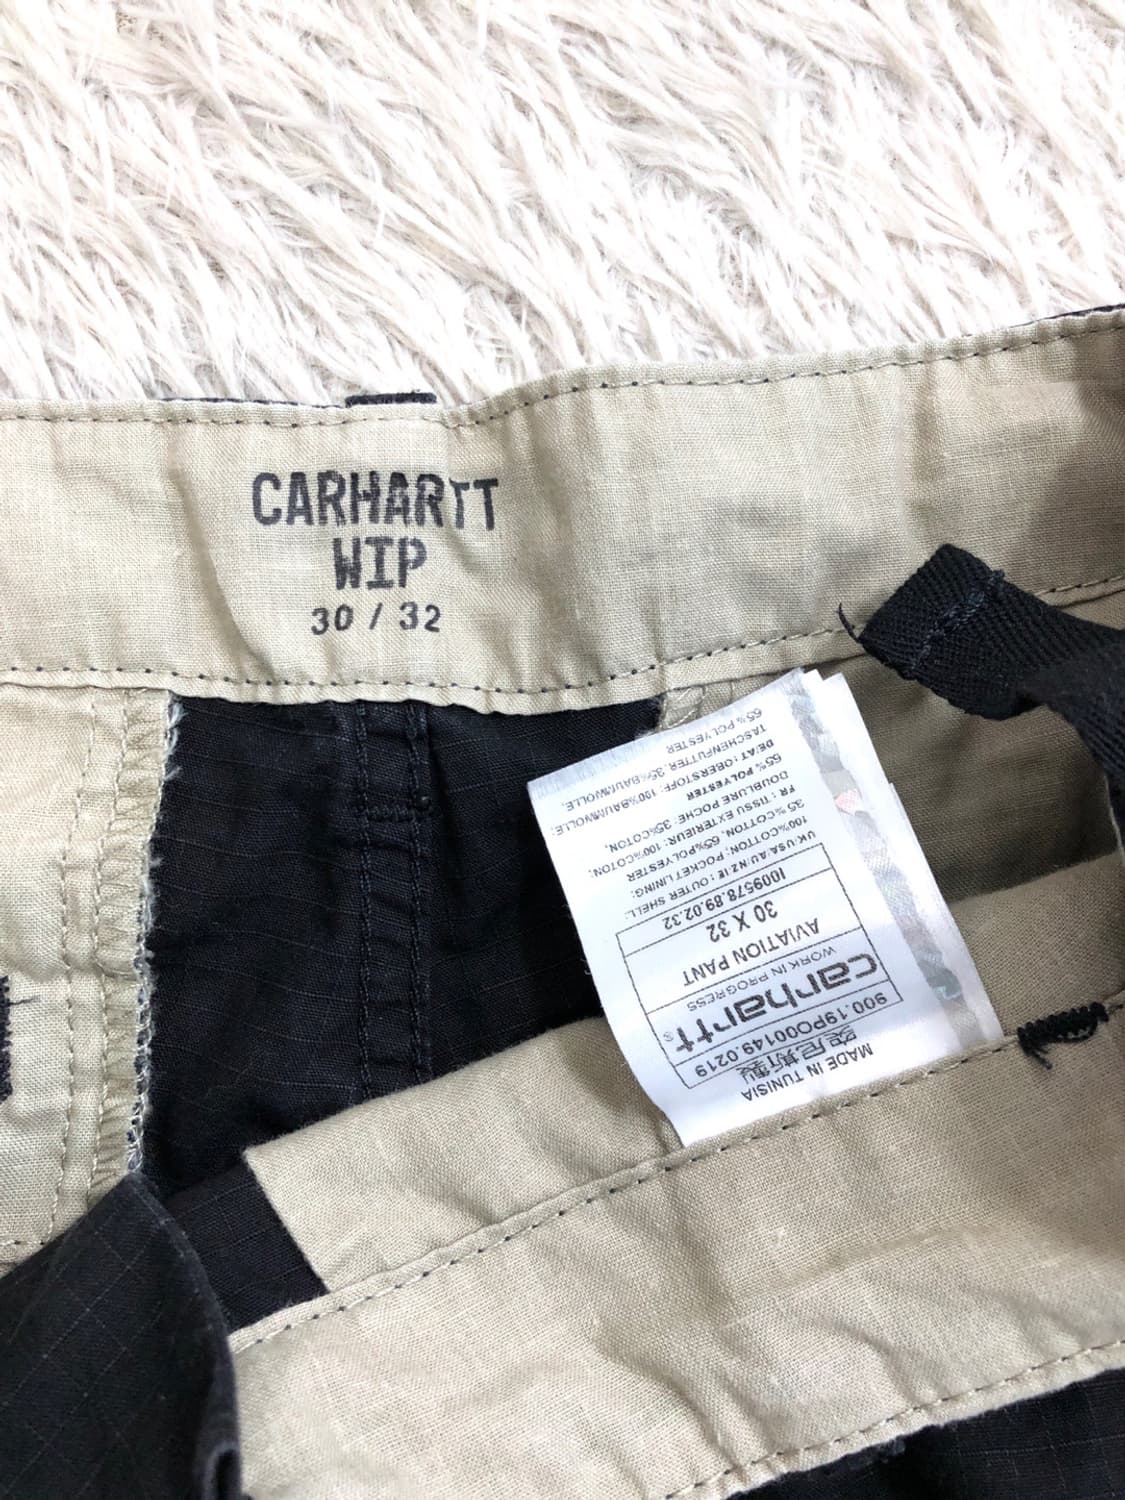 CARHARTT
WIP
30 / 32
MADE IN TUNISIA
突尼斯製
900.19PO00149.0219
carhartt
WORK IN PROGRESS
AVIATION PANT
30 X 32
I009578.89.02.32
UK/USA/AU/NZ IE: OUTER SHELL:
100%COTTON; POCKET LINING:
35%COTTON, 65%POLYESTER
FR: TISSU EXTERIEUR: 100%COTON;
DOUBLURE POCHE: 35%COTON,
65% POLYESTER
DE/AT: OBERSTOFF: 100%BAUMWOLLE;
TASCHENFUTTER: 35%BAUMWOLLE;
65% POLYESTER